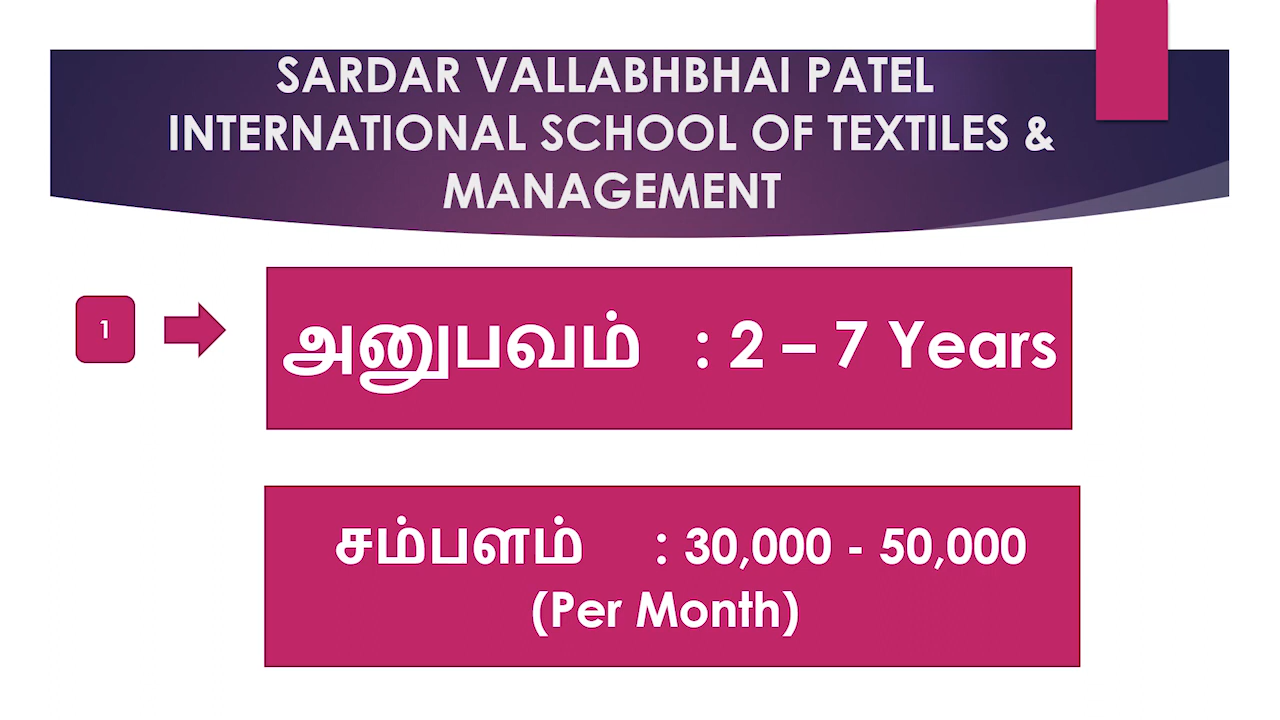 SARDAR VALLABHBHAI PATEL
INTERNATIONAL SCHOOL OF TEXTILES &
MANAGEMENT
1
அனுபவம் : 2 – 7 Years
சம்பளம் : 30,000 - 50,000
(Per Month)